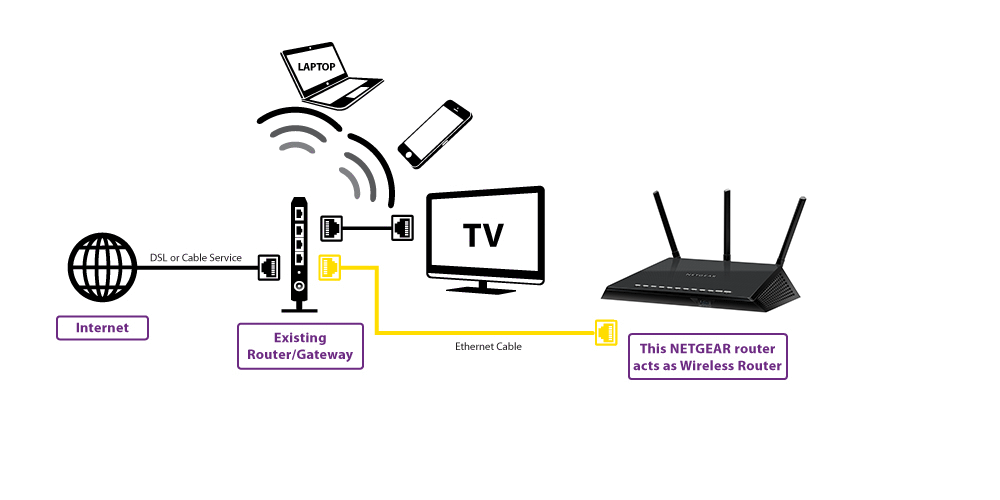 LAPTOP
TV
DSL or Cable Service
NETGEAR
Internet
Existing
Router/Gateway
Ethernet Cable
This NETGEAR router
acts as Wireless Router